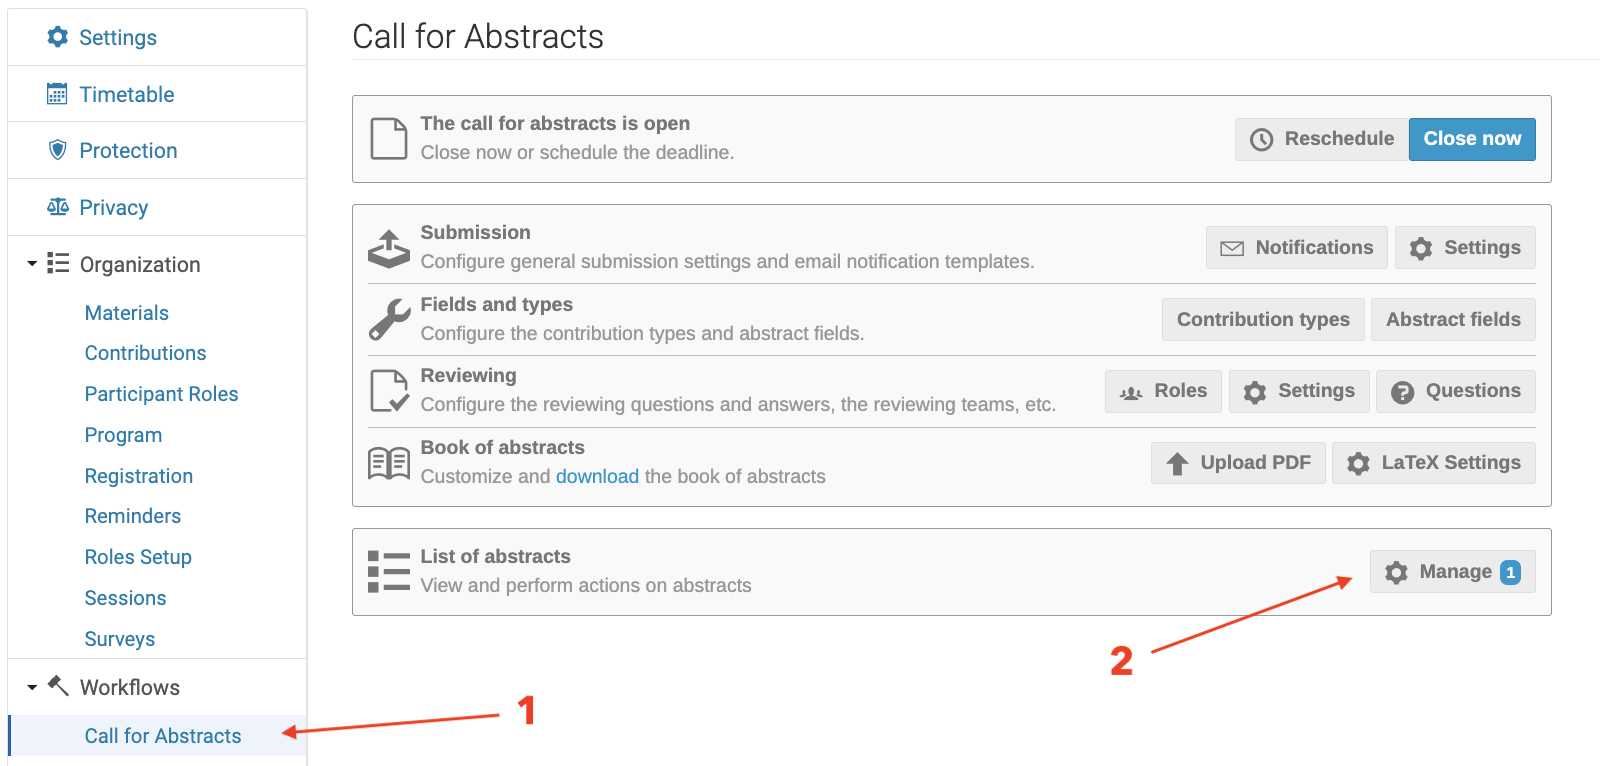 Settings
Timetable
Protection
Privacy
Organization
Materials
Contributions
Participant Roles
Program
Registration
Reminders
Roles Setup
Sessions
Surveys
Workflows
Call for Abstracts
1
Call for Abstracts
The call for abstracts is open
Close now or schedule the deadline.
Reschedule
Close now
Submission
Configure general submission settings and email notification templates.
Notifications
Settings
Fields and types
Configure the contribution types and abstract fields.
Contribution types
Abstract fields
Reviewing
Configure the reviewing questions and answers, the reviewing teams, etc.
Roles
Settings
Questions
Book of abstracts
Customize and download the book of abstracts
Upload PDF
LaTeX Settings
List of abstracts
View and perform actions on abstracts
Manage 1
2